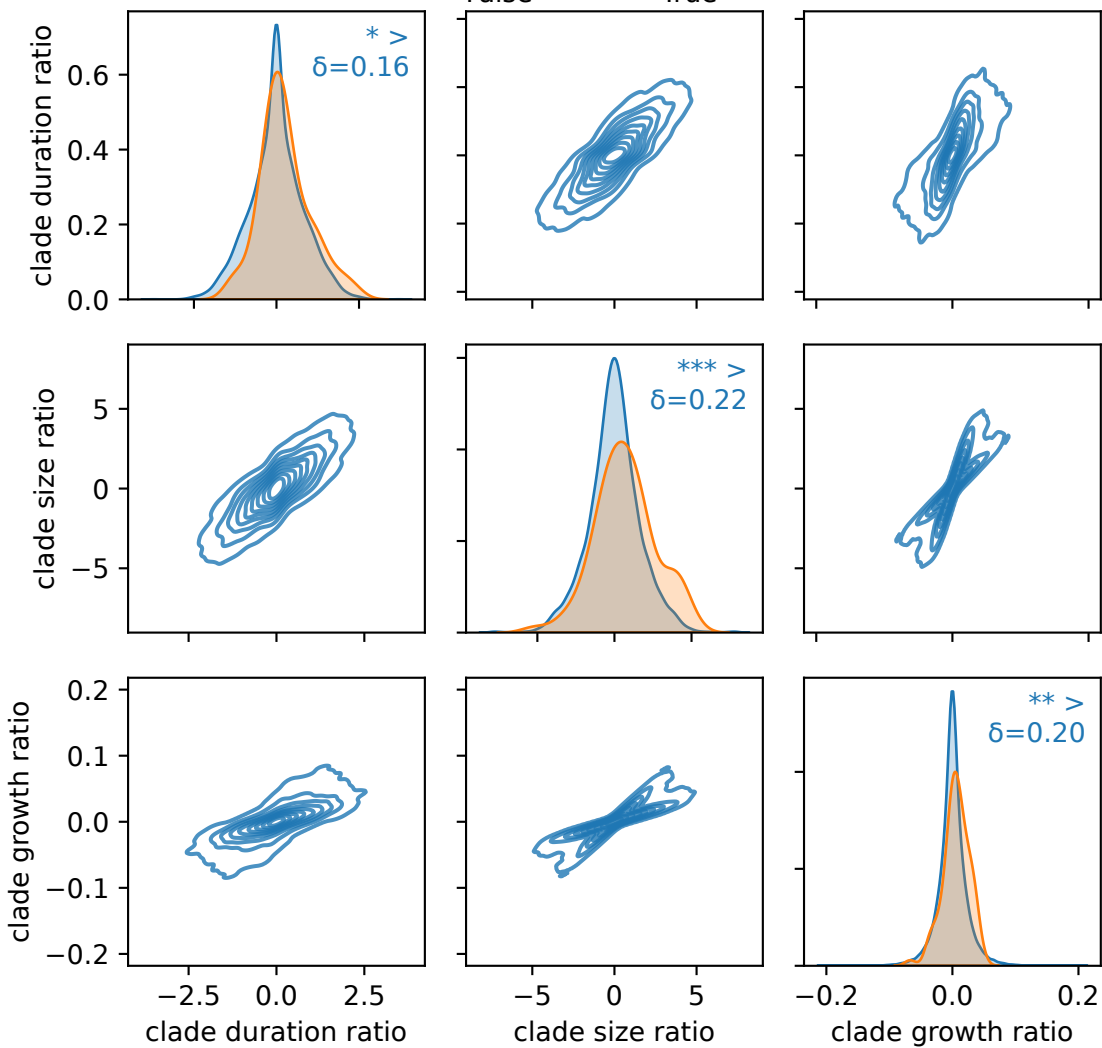 False True
clade duration ratio
0.6
0.4
0.2
0.0
* >
δ=0.16
clade size ratio
5
0
−5
*** >
δ=0.22
clade growth ratio
0.2
0.1
0.0
−0.1
−0.2
** >
δ=0.20
−2.5 0.0 2.5
−5 0 5
−0.2 0.0 0.2
clade duration ratio
clade size ratio
clade growth ratio